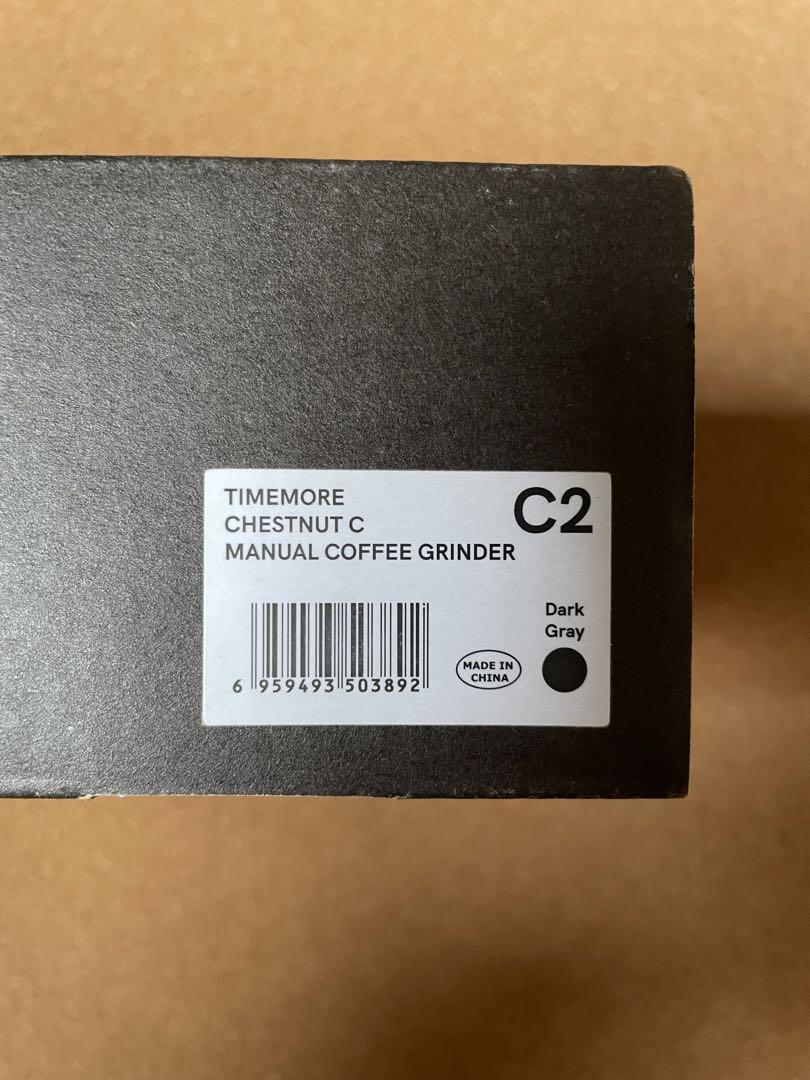 TIMEMORE
CHESTNUT C
MANUAL COFFEE GRINDER
C2
Dark
Gray
MADE IN
CHINA
6 959493 503892